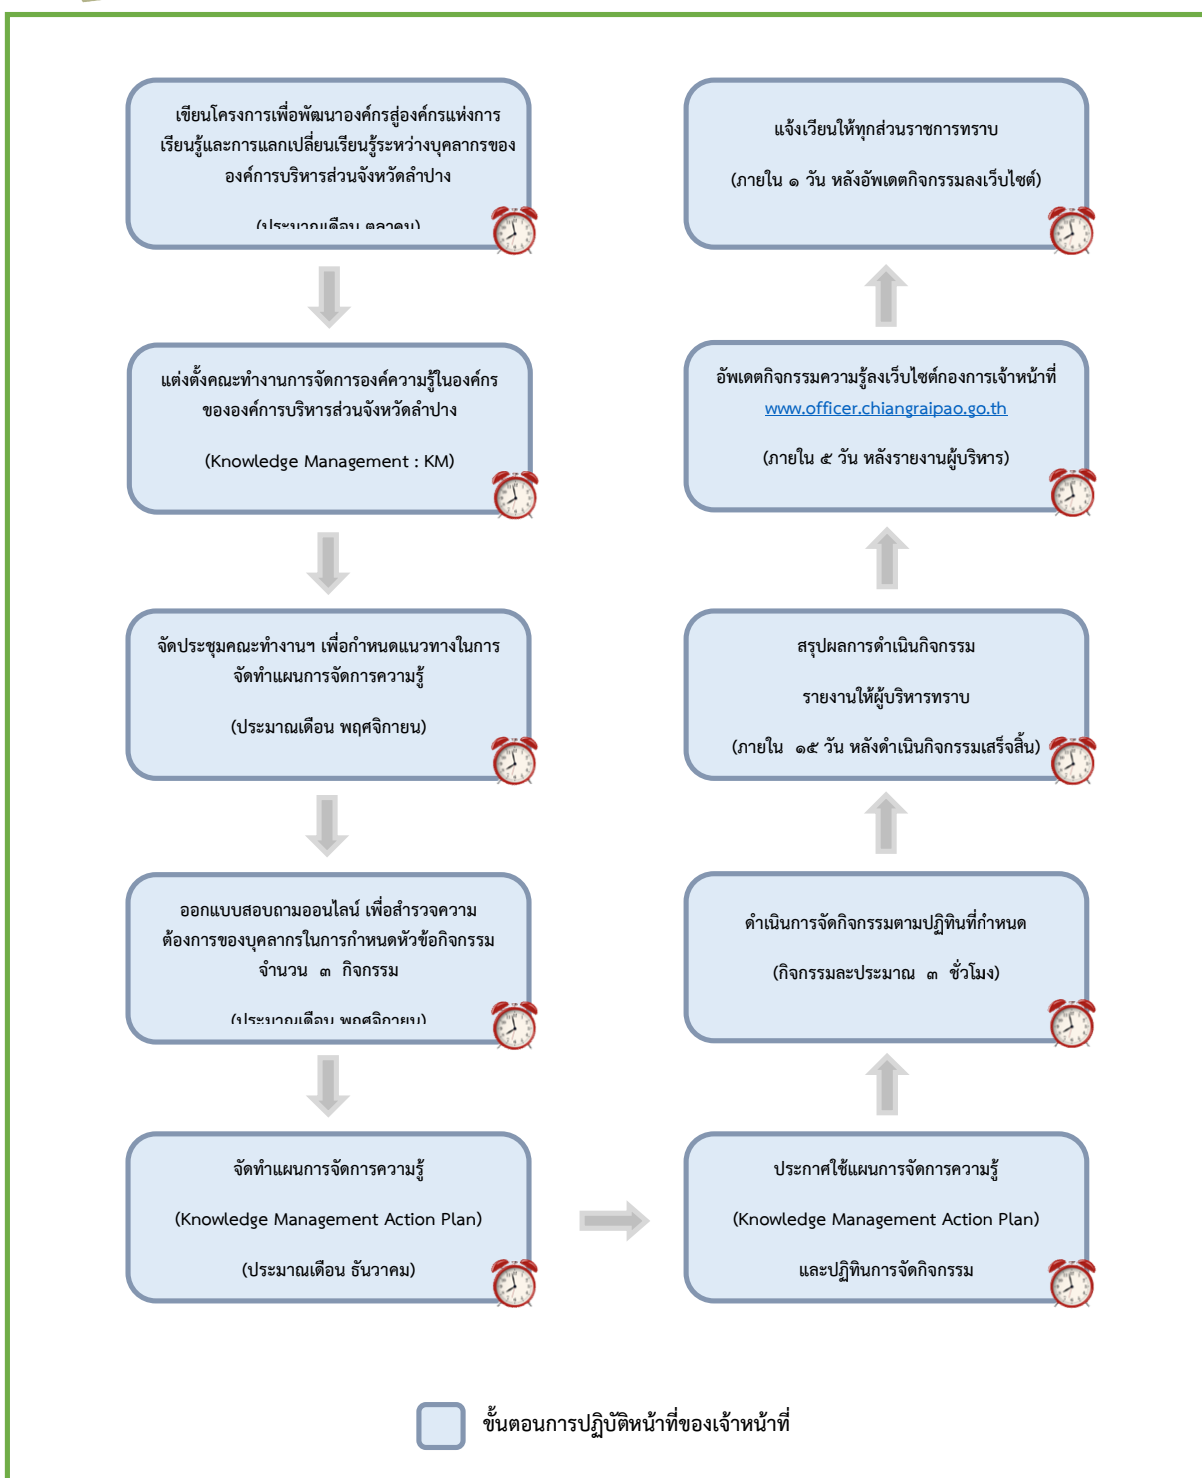 เขียนโครงการเพื่อพัฒนาองค์กรสู่องค์กรแห่งการ
เรียนรู้และการแลกเปลี่ยนเรียนรู้ระหว่างบุคลากรของ
องค์การบริหารส่วนจังหวัดลำปาง
(ประมาณเดือน ตุลาคม)
แต่งตั้งคณะทำงานการจัดการองค์ความรู้ในองค์กร
ขององค์การบริหารส่วนจังหวัดลำปาง
(Knowledge Management : KM)
จัดประชุมคณะทำงานฯ เพื่อกำหนดแนวทางในการ
จัดทำแผนการจัดการความรู้
(ประมาณเดือน พฤศจิกายน)
ออกแบบสอบถามออนไลน์ เพื่อสำรวจความ
ต้องการของบุคลากรในการกำหนดหัวข้อกิจกรรม
จำนวน ๓ กิจกรรม
(ประมาณเดือน พฤศจิกายน)
จัดทำแผนการจัดการความรู้
(Knowledge Management Action Plan)
(ประมาณเดือน ธันวาคม)
ประกาศใช้แผนการจัดการความรู้
(Knowledge Management Action Plan)
และปฏิทินการจัดกิจกรรม
ดำเนินการจัดกิจกรรมตามปฏิทินที่กำหนด
(กิจกรรมละประมาณ ๓ ชั่วโมง)
สรุปผลการดำเนินกิจกรรม
รายงานให้ผู้บริหารทราบ
(ภายใน ๑๕ วัน หลังดำเนินกิจกรรมเสร็จสิ้น)
อัพเดตกิจกรรมความรู้ลงเว็บไซต์กองการเจ้าหน้าที่
www.officer.chiangraipao.go.th
(ภายใน ๕ วัน หลังรายงานผู้บริหาร)
แจ้งเวียนให้ทุกส่วนราชการทราบ
(ภายใน ๑ วัน หลังอัพเดตกิจกรรมลงเว็บไซต์)
ขั้นตอนการปฏิบัติหน้าที่ของเจ้าหน้าที่